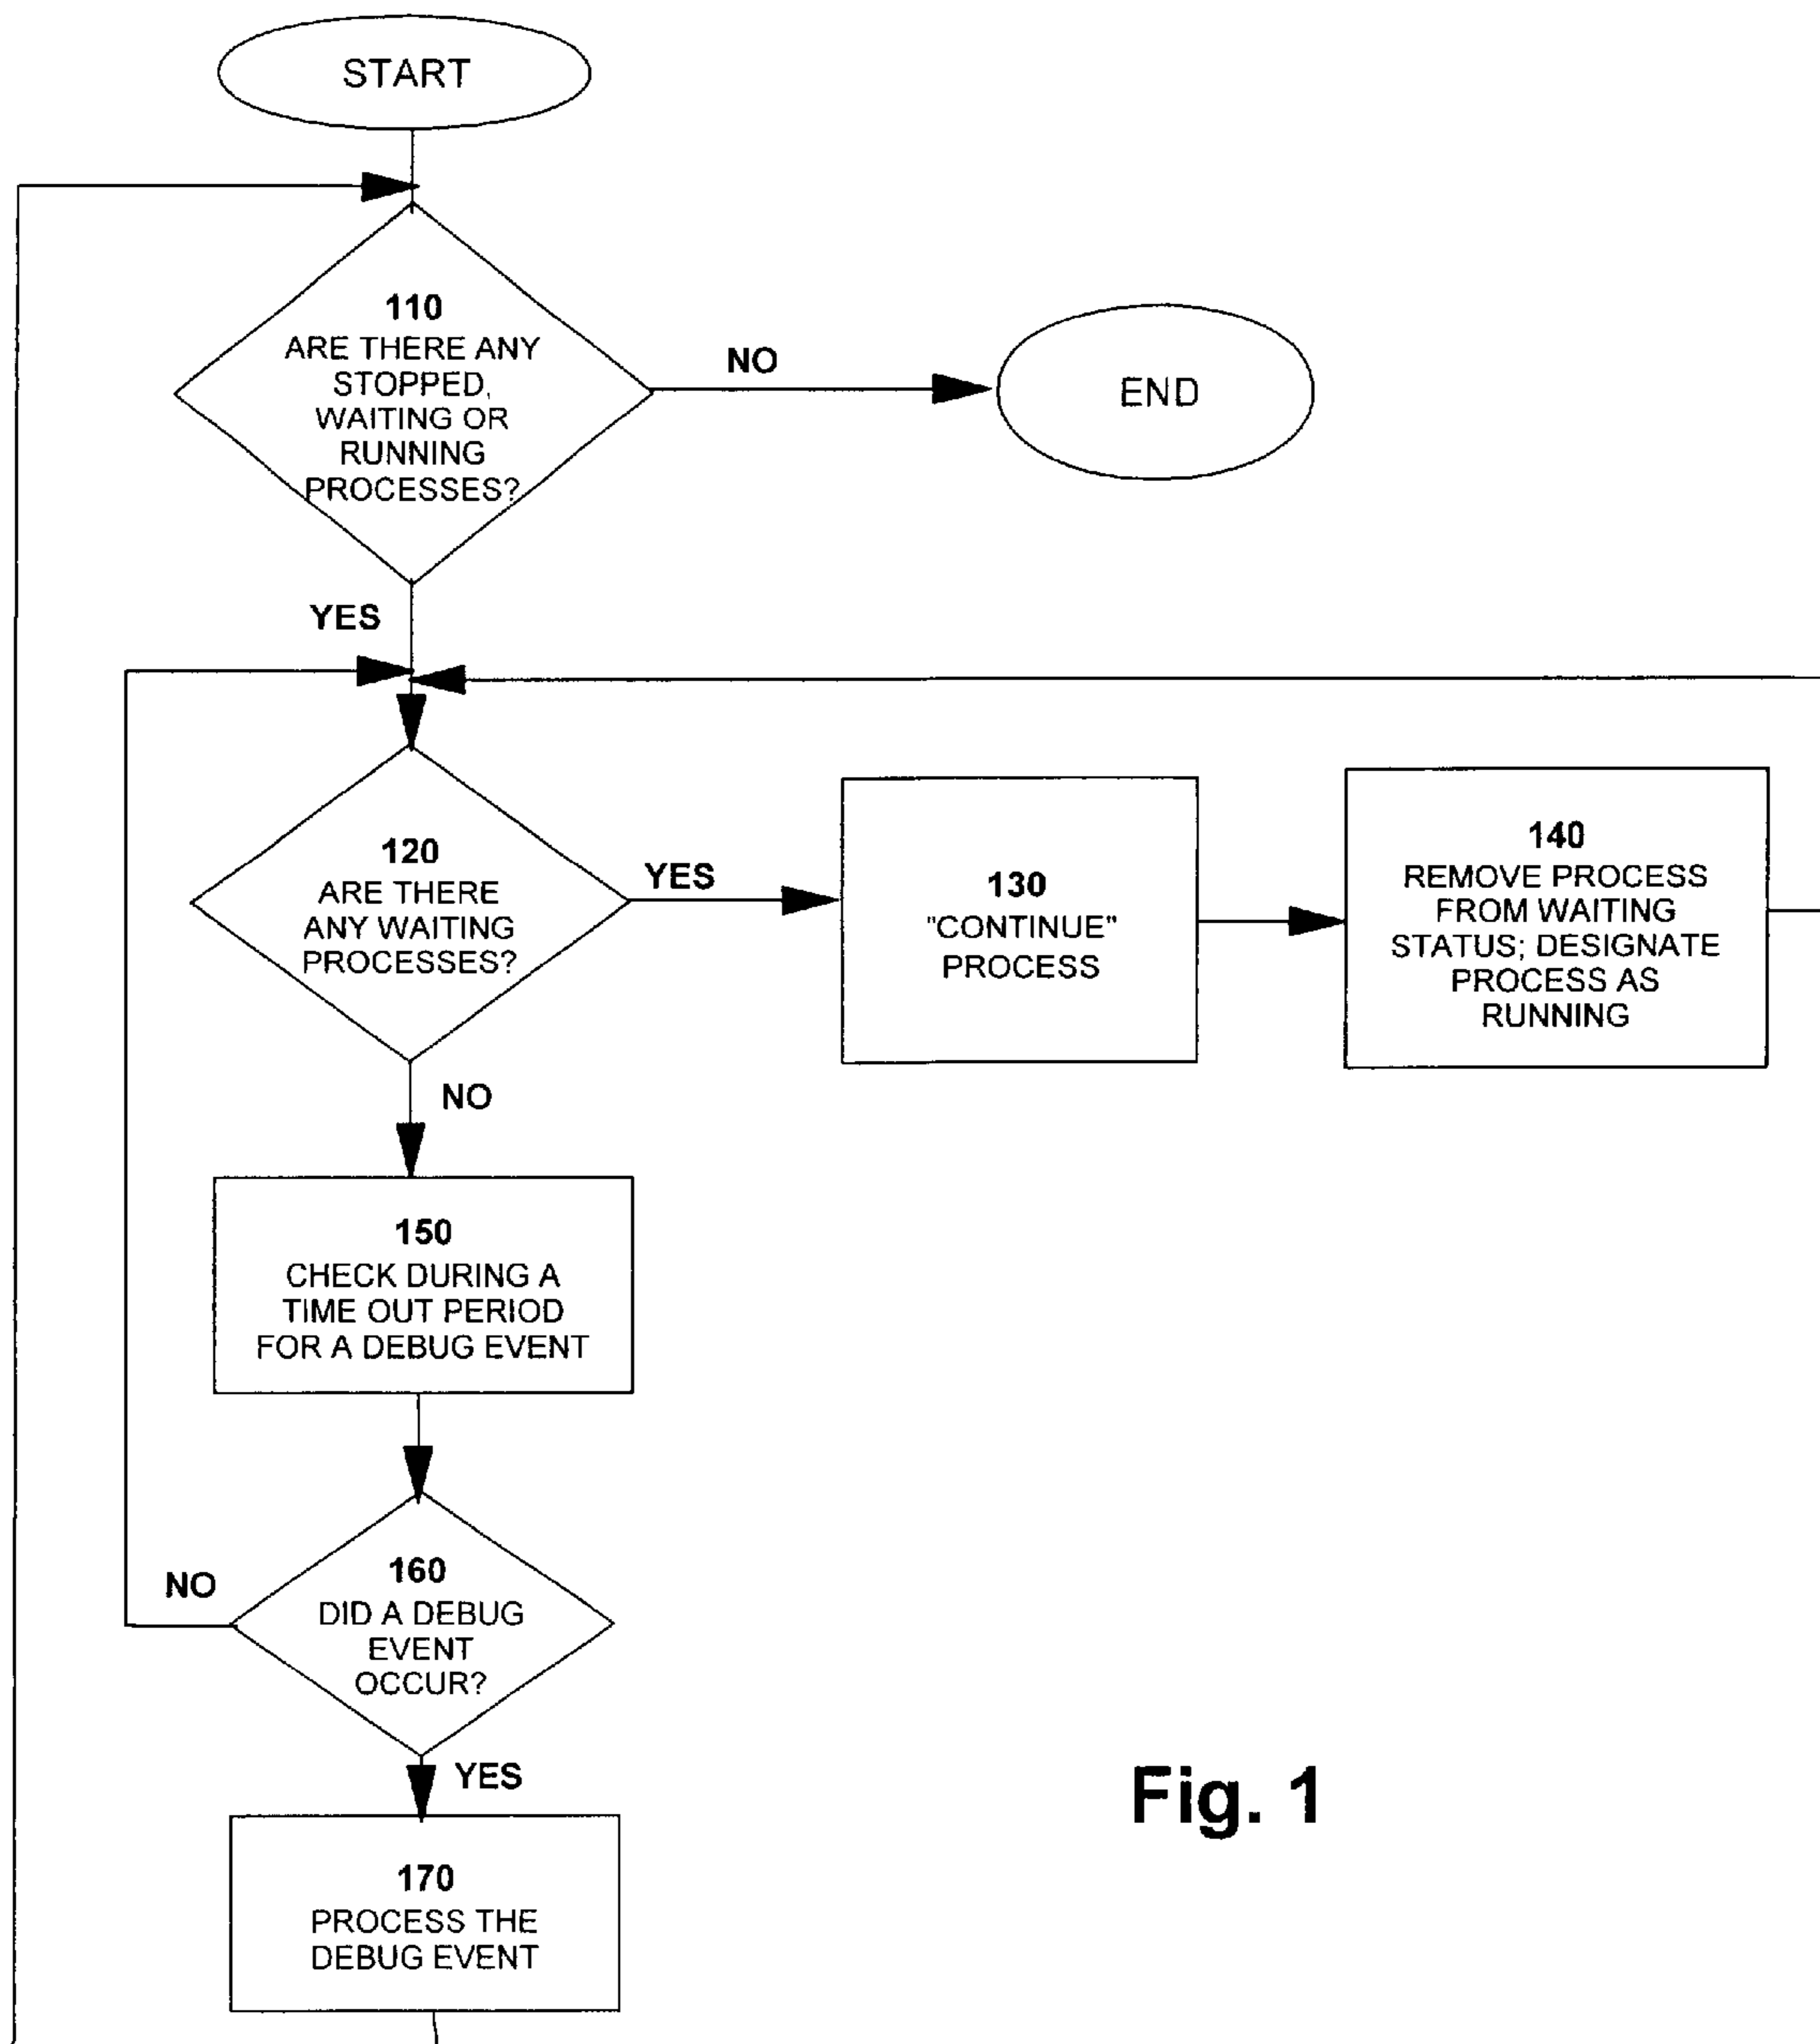 START
110
ARE THERE ANY
STOPPED,
WAITING OR
RUNNING
PROCESSES?
NO
END
YES
120
ARE THERE
ANY WAITING
PROCESSES?
YES
130
"CONTINUE"
PROCESS
140
REMOVE PROCESS
FROM WAITING
STATUS; DESIGNATE
PROCESS AS
RUNNING
NO
150
CHECK DURING A
TIME OUT PERIOD
FOR A DEBUG EVENT
160
DID A DEBUG
EVENT
OCCUR?
NO
YES
170
PROCESS THE
DEBUG EVENT
Fig. 1